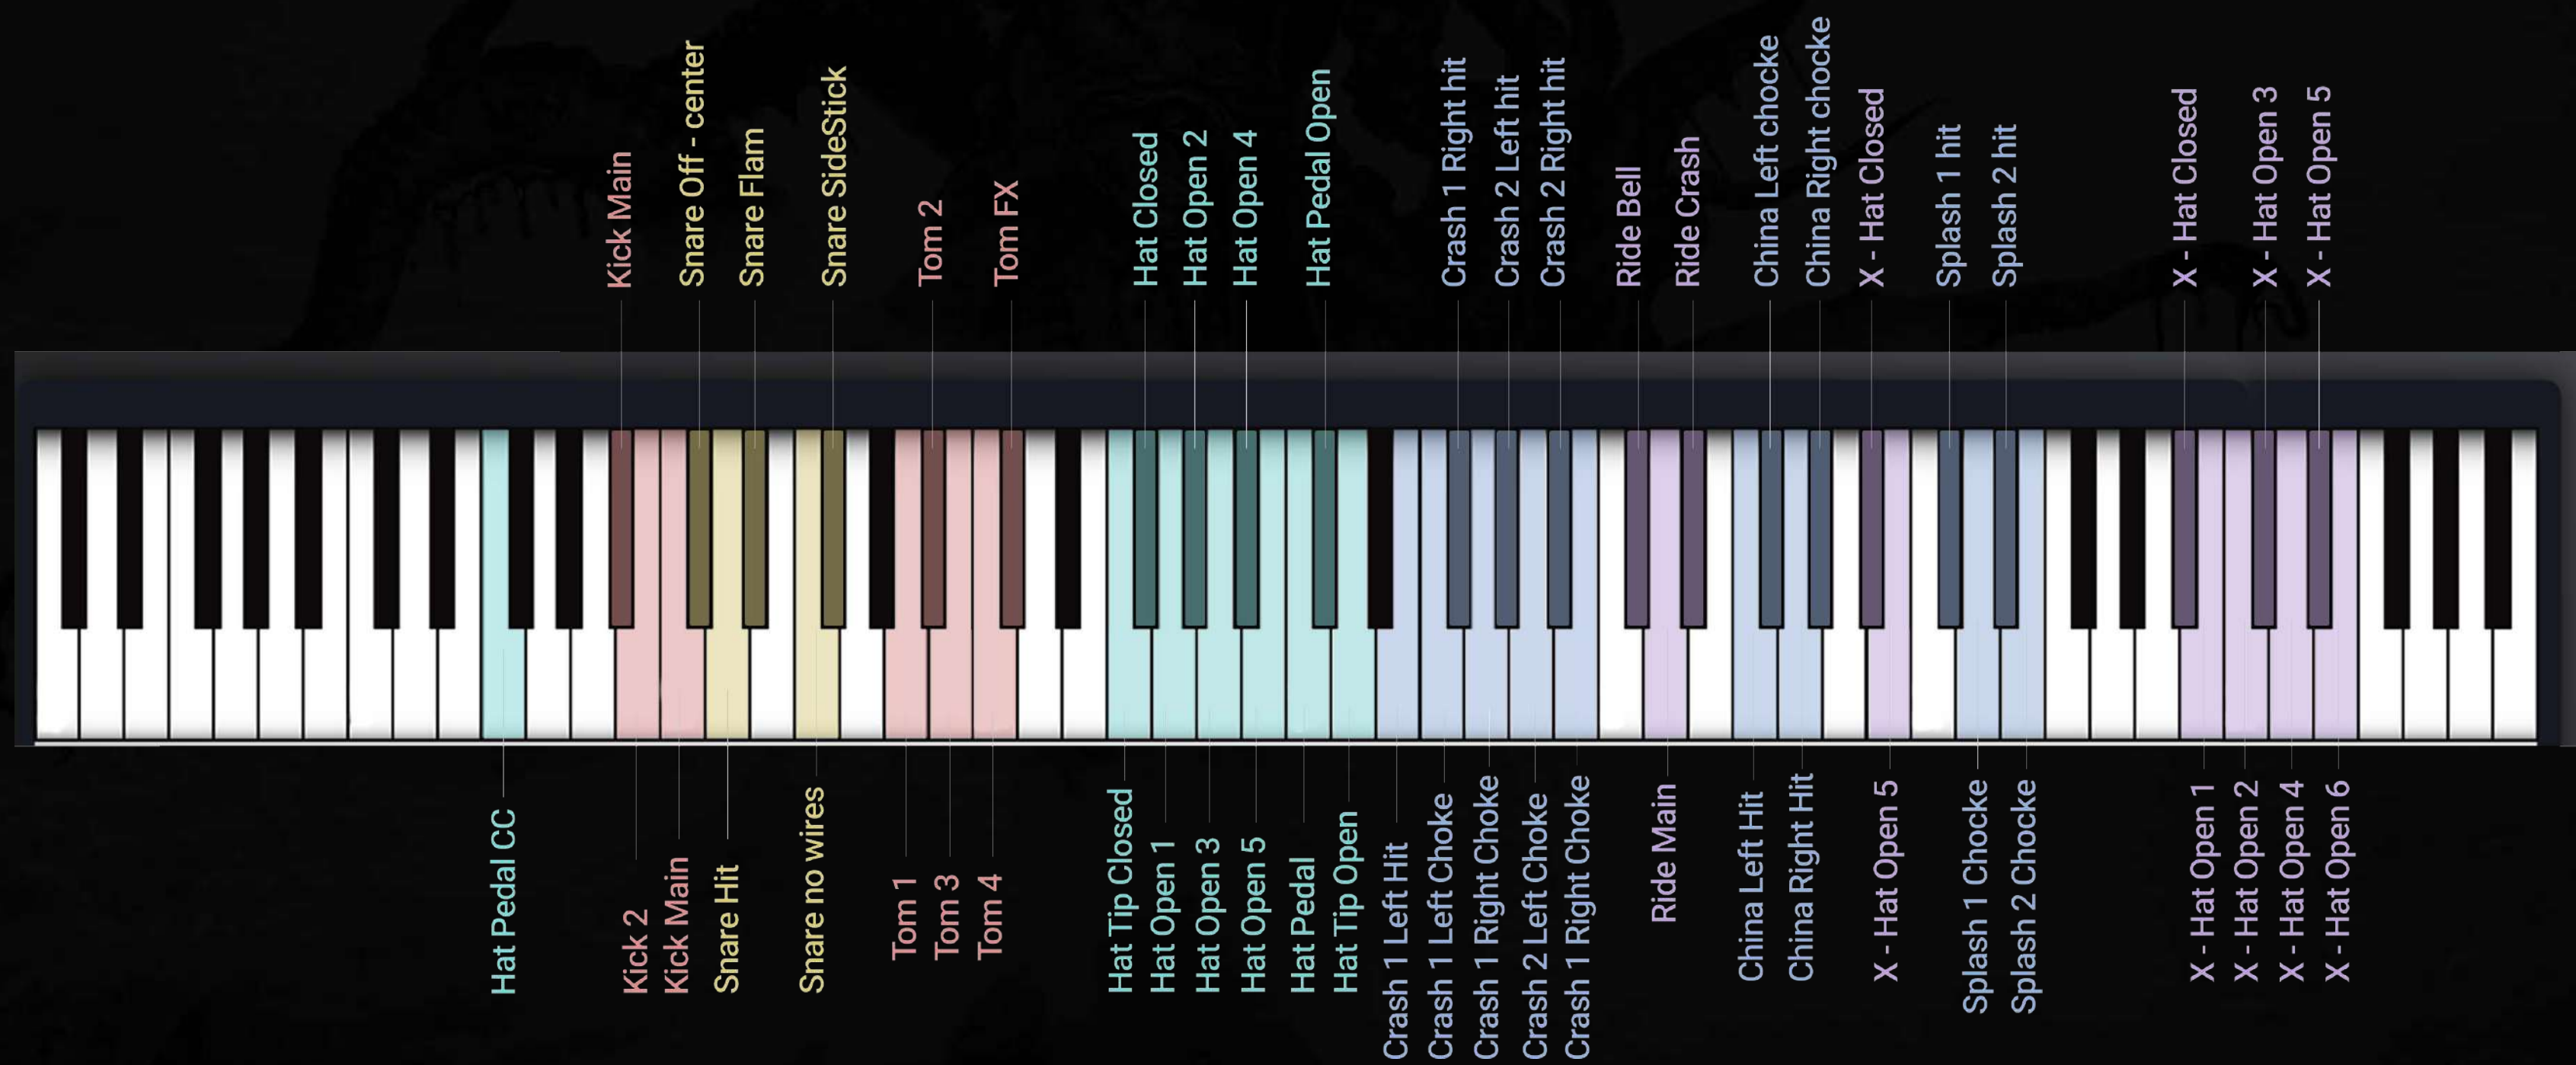 Kick Main
Snare Off - center
Snare Flam
Snare SideStick
Tom 2
Tom FX
Hat Closed
Hat Open 2
Hat Open 4
Hat Pedal Open
Crash 1 Right hit
Crash 2 Left hit
Crash 2 Right hit
Ride Bell
Ride Crash
China Left chocke
China Right chocke
X - Hat Closed
Splash 1 hit
Splash 2 hit
X - Hat Closed
X - Hat Open 3
X - Hat Open 5
Hat Pedal CC
Kick 2
Kick Main
Snare Hit
Snare no wires
Tom 1
Tom 3
Tom 4
Hat Tip Closed
Hat Open 1
Hat Open 3
Hat Open 5
Hat Pedal
Hat Tip Open
Crash 1 Left Hit
Crash 1 Left Choke
Crash 1 Right Choke
Crash 2 Left Choke
Crash 1 Right Choke
Ride Main
China Left Hit
China Right Hit
X - Hat Open 5
Splash 1 Chocke
Splash 2 Chocke
X - Hat Open 1
X - Hat Open 2
X - Hat Open 4
X - Hat Open 6